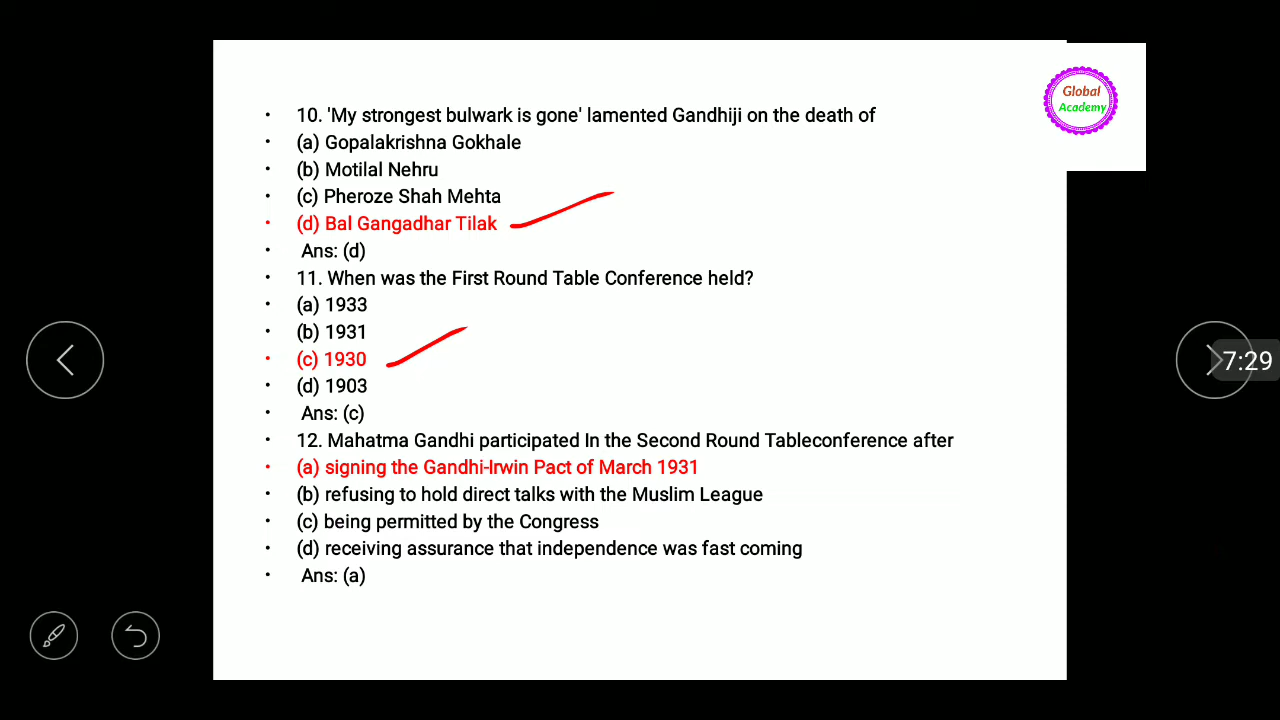 Global
Academy
• 10. 'My strongest bulwark is gone' lamented Gandhiji on the death of
• (a) Gopalakrishna Gokhale
• (b) Motilal Nehru
• (c) Pheroze Shah Mehta
• (d) Bal Gangadhar Tilak
• Ans: (d)
• 11. When was the First Round Table Conference held?
• (a) 1933
• (b) 1931
• (c) 1930
• (d) 1903
• Ans: (c)
• 12. Mahatma Gandhi participated In the Second Round Tableconference after
• (a) signing the Gandhi-Irwin Pact of March 1931
• (b) refusing to hold direct talks with the Muslim League
• (c) being permitted by the Congress
• (d) receiving assurance that independence was fast coming
• Ans: (a)
7:29